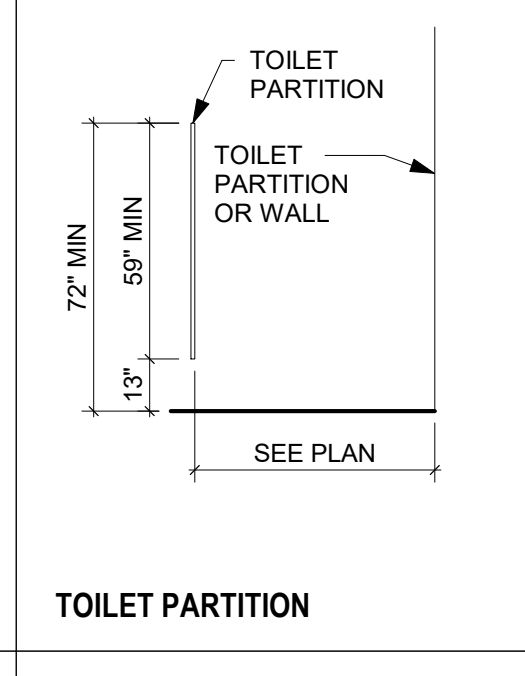 TOILET
PARTITION
TOILET
PARTITION
OR WALL
72" MIN
59" MIN
13"
SEE PLAN
TOILET PARTITION